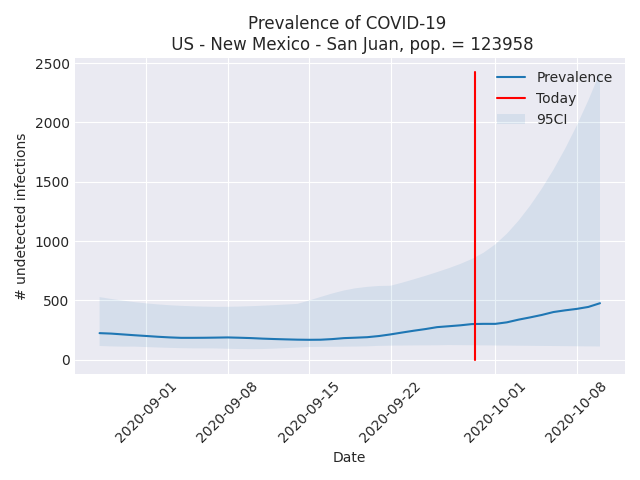 Prevalence of COVID-19
US - New Mexico - San Juan, pop. = 123958
2500
2000
1500
1000
500
0
# undetected infections
Prevalence
Today
95CI
2020-09-01
2020-09-08
2020-09-15
2020-09-22
2020-10-01
2020-10-08
Date